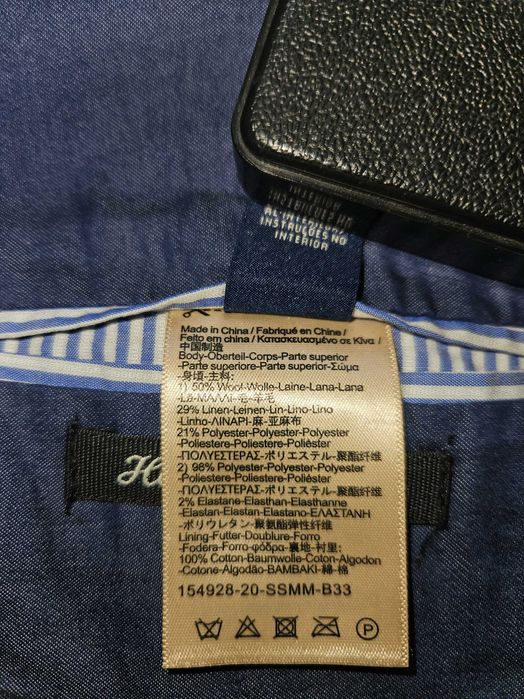 INSTRUÇÕES NO
INTERIOR
Made in China / Fabriqué en Chine /
Feito em china / Κατασκευασμένο σε Κίνα /
中国制造
Body-Oberteil-Corps-Parte superior
-Parte superiore-Parte superior-Σώμα
-身頃-主料:
1) 50% Wool-Wolle-Laine-Lana-Lana
-Lã-ΜΑΛΛΙ-毛-羊毛
29% Linen-Leinen-Lin-Lino-Lino
-Linho-ΛΙΝΑΡΙ-麻-亚麻布
21% Polyester-Polyester-Polyester
-Poliestere-Poliestere-Poliéster
-ΠΟΛΥΕΣΤΕΡΑΣ-ポリエステル-聚酯纤维
2) 98% Polyester-Polyester-Polyester
-Poliestere-Poliestere-Poliéster
-ΠΟΛΥΕΣΤΕΡΑΣ-ポリエステル-聚酯纤维
2% Elastane-Elasthan-Elasthanne
-Elastan-Elastan-Elastano-ΕΛΑΣΤΑΝΗ
-ポリウレタン-聚氨酯弹性纤维
Lining-Futter-Doublure-Forro
-Fodera-Forro-φόδρα-裏地-衬里:
100% Cotton-Baumwolle-Coton-Algodon
-Cotone-Algodão-ΒΑΜΒΑΚΙ-綿-棉
154928-20-SSMM-B33
P